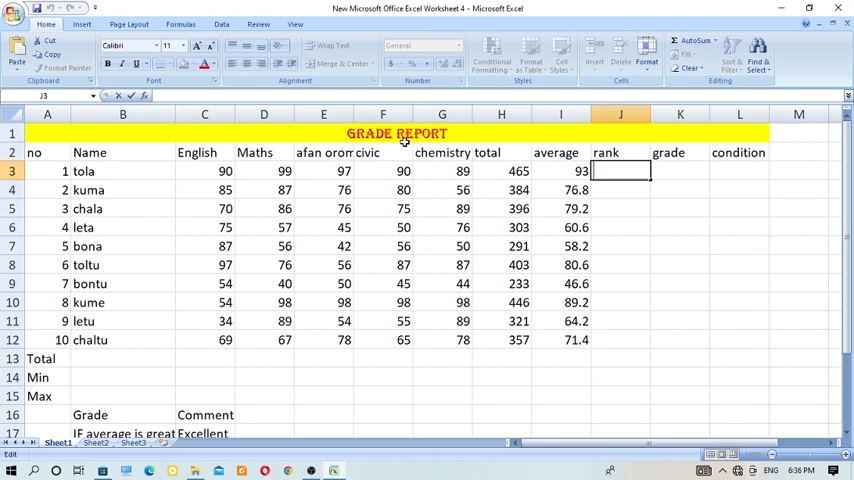 New Microsoft Office Excel Worksheet 4 - Microsoft Excel
Home Insert Page Layout Formulas Data Review View
Paste Cut Copy Format Painter Calibri 11 Wrap Text Merge & Center General Conditional Formatting Format as Table Cell Styles Insert Delete Format AutoSum Fill Clear Sort & Filter Find & Select
Clipboard Font Alignment Number Styles Cells Editing
J3
A B C D E F G H I J K L M
1 GRADE REPORT
2 no Name English Maths afan orom civic chemistry total average rank grade condition
3 1 tola 90 99 97 90 89 465 93
4 2 kuma 85 87 76 80 56 384 76.8
5 3 chala 70 86 76 75 89 396 79.2
6 4 leta 75 57 45 50 76 303 60.6
7 5 bona 87 56 42 56 50 291 58.2
8 6 toltu 97 76 56 87 87 403 80.6
9 7 bontu 54 40 50 45 44 233 46.6
10 8 kume 54 98 98 98 98 446 89.2
11 9 letu 34 89 54 55 89 321 64.2
12 10 chaltu 69 67 78 65 78 357 71.4
13 Total
14 Min
15 Max
16 Grade Comment
17 IF average is great Excellent
Sheet1 Sheet2 Sheet3
Edit 100%
ENG 6:36 PM